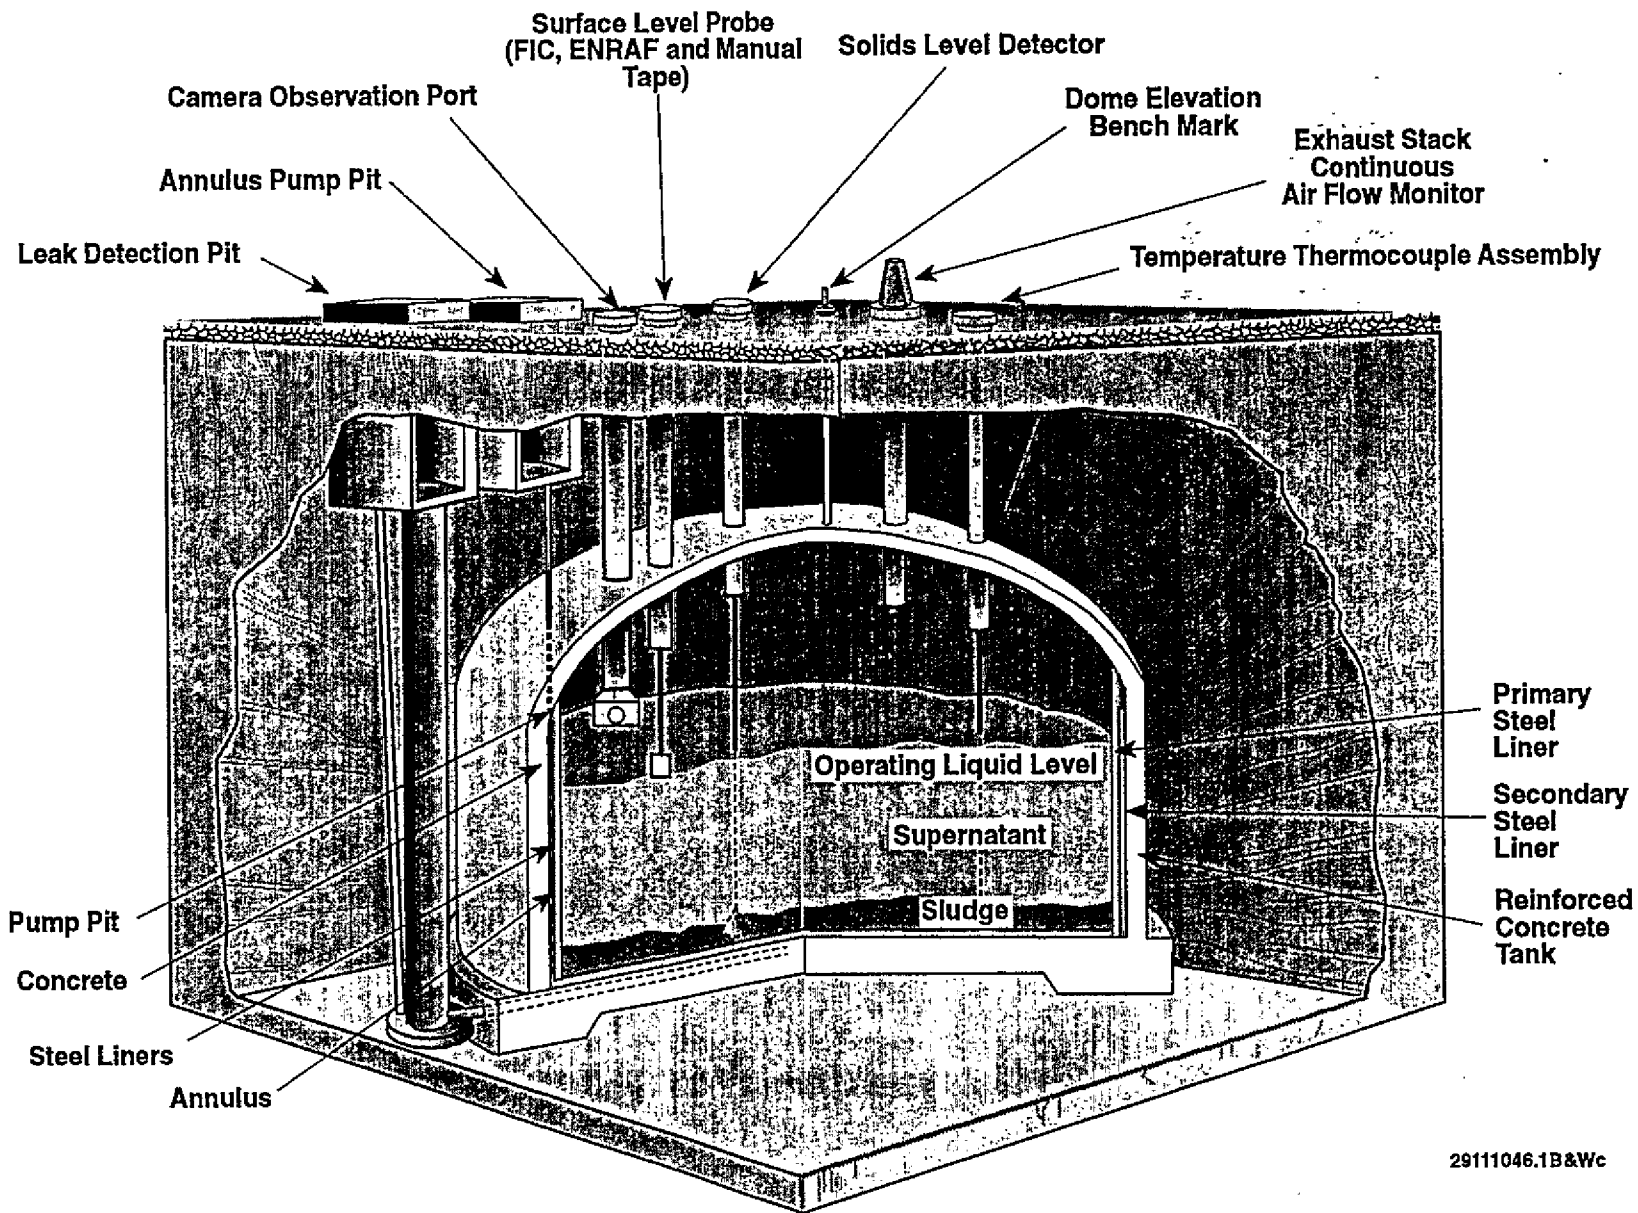 Surface Level Probe
(FIC, ENRAF and Manual
Tape)
Solids Level Detector
Camera Observation Port
Dome Elevation
Bench Mark
Exhaust Stack
Continuous
Air Flow Monitor
Annulus Pump Pit
Leak Detection Pit
Temperature Thermocouple Assembly
Primary
Steel
Liner
Operating Liquid Level
Secondary
Steel
Liner
Supernatant
Sludge
Reinforced
Concrete
Tank
Pump Pit
Concrete
Steel Liners
Annulus
29111046.1B&Wc